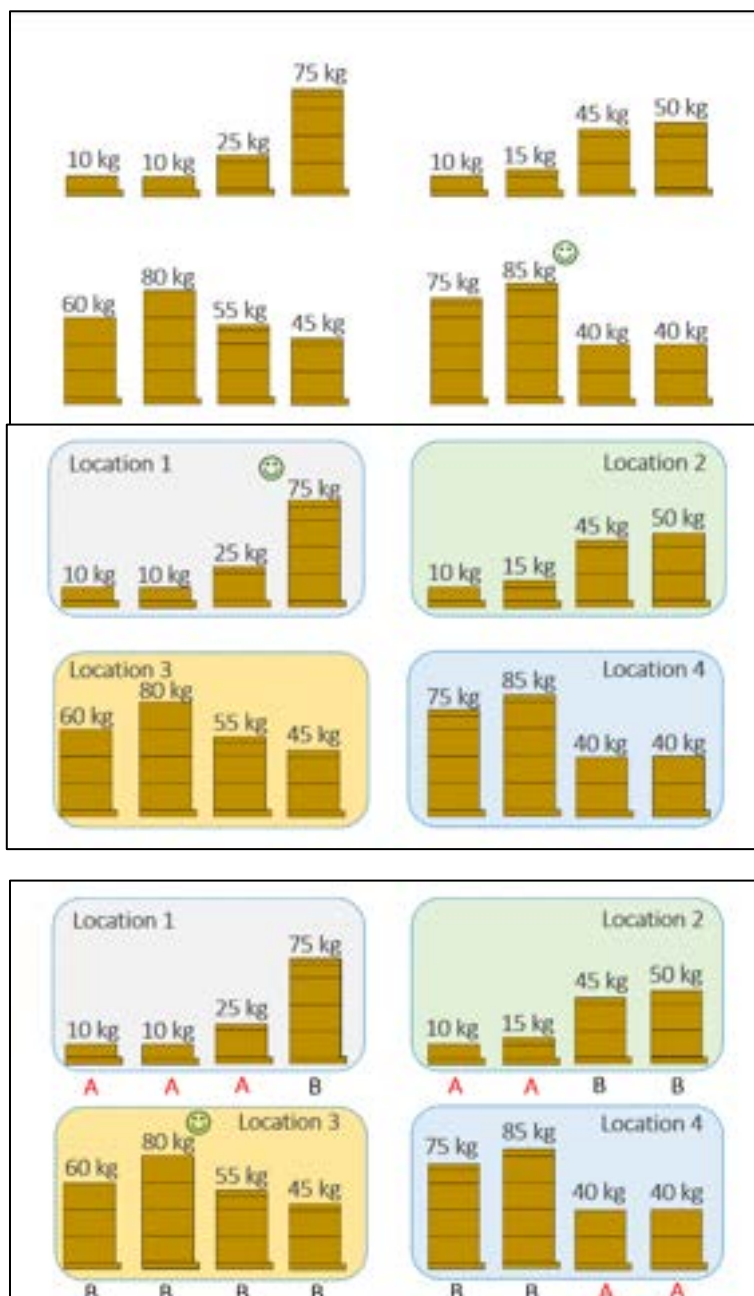 75 kg
10 kg 10 kg 25 kg
45 kg 50 kg
10 kg 15 kg
80 kg
60 kg 55 kg 45 kg
75 kg 85 kg
40 kg 40 kg
Location 1
75 kg
10 kg 10 kg 25 kg
Location 2
45 kg 50 kg
10 kg 15 kg
Location 3
80 kg
60 kg 55 kg 45 kg
Location 4
75 kg 85 kg
40 kg 40 kg
Location 1
75 kg
10 kg 10 kg 25 kg
A A A B
Location 2
45 kg 50 kg
10 kg 15 kg
A A B B
Location 3
80 kg
60 kg 55 kg 45 kg
B B B B
Location 4
75 kg 85 kg
40 kg 40 kg
B B A A